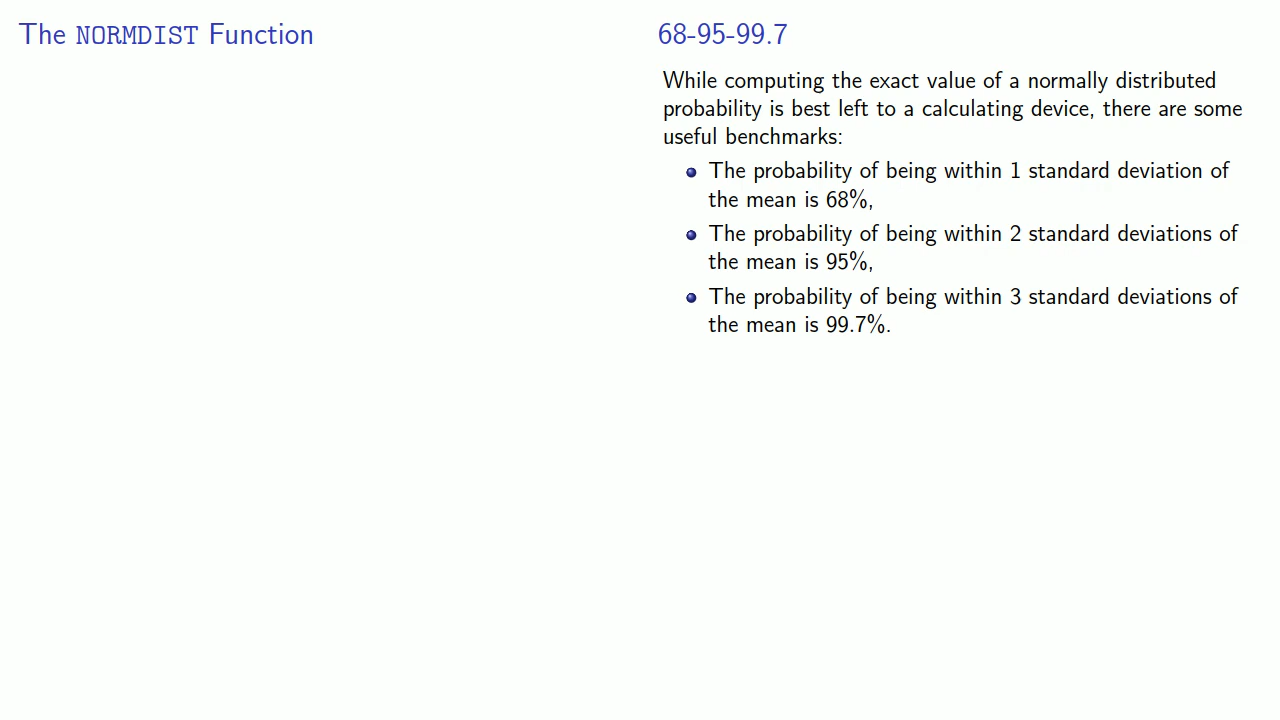 The NORMDIST Function
68-95-99.7
While computing the exact value of a normally distributed
probability is best left to a calculating device, there are some
useful benchmarks:
The probability of being within 1 standard deviation of
the mean is 68%,
The probability of being within 2 standard deviations of
the mean is 95%,
The probability of being within 3 standard deviations of
the mean is 99.7%.